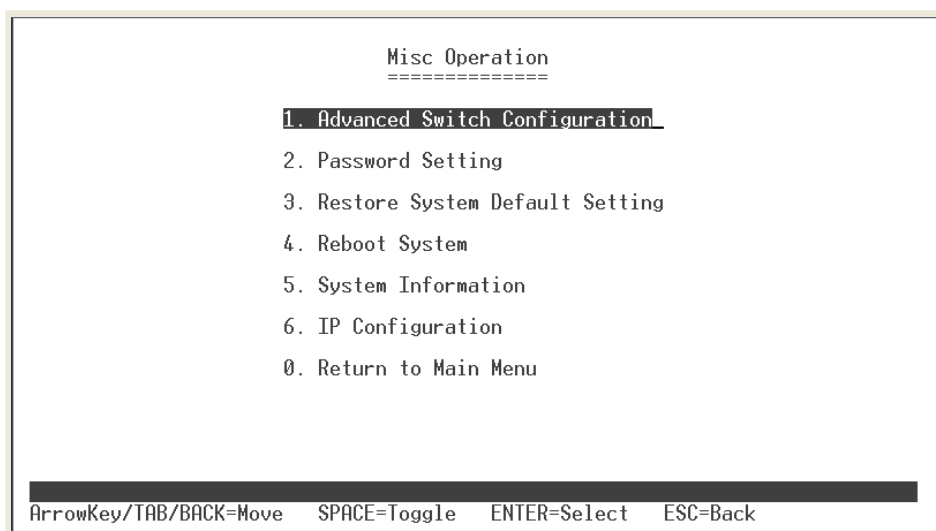 Misc Operation
==============
1. Advanced Switch Configuration_
2. Password Setting
3. Restore System Default Setting
4. Reboot System
5. System Information
6. IP Configuration
0. Return to Main Menu
ArrowKey/TAB/BACK=Move SPACE=Toggle ENTER=Select ESC=Back